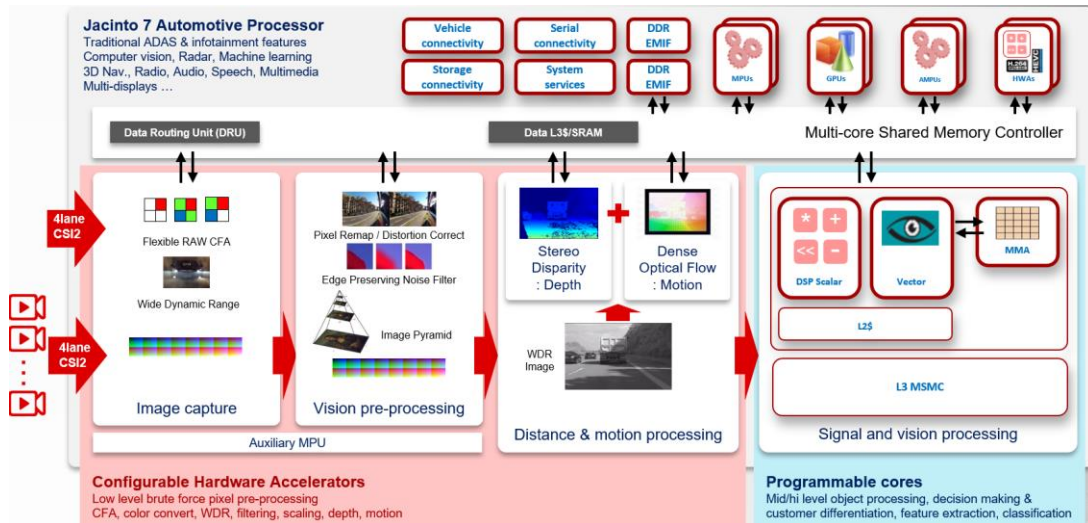 Jacinto 7 Automotive Processor
Traditional ADAS & infotainment features
Computer vision, Radar, Machine learning
3D Nav., Radio, Audio, Speech, Multimedia
Multi-displays …
Vehicle
connectivity
Serial
connectivity
DDR
EMIF
Storage
connectivity
System
services
DDR
EMIF
MPUs
GPUs
AMPUs
H.264
HEVC
HWAs
Data Routing Unit (DRU)
Data L3$/SRAM
Multi-core Shared Memory Controller
4lane
CSI2
4lane
CSI2
Flexible RAW CFA
Wide Dynamic Range
Image capture
Pixel Remap / Distortion Correct
Edge Preserving Noise Filter
Image Pyramid
Vision pre-processing
Auxiliary MPU
Stereo
Disparity
: Depth
+
Dense
Optical Flow
: Motion
WDR
Image
Distance & motion processing
* +
<< −
DSP Scalar
Vector
MMA
L2$
L3 MSMC
Signal and vision processing
Configurable Hardware Accelerators
Low level brute force pixel pre-processing
CFA, color convert, WDR, filtering, scaling, depth, motion
Programmable cores
Mid/hi level object processing, decision making &
customer differentiation, feature extraction, classification